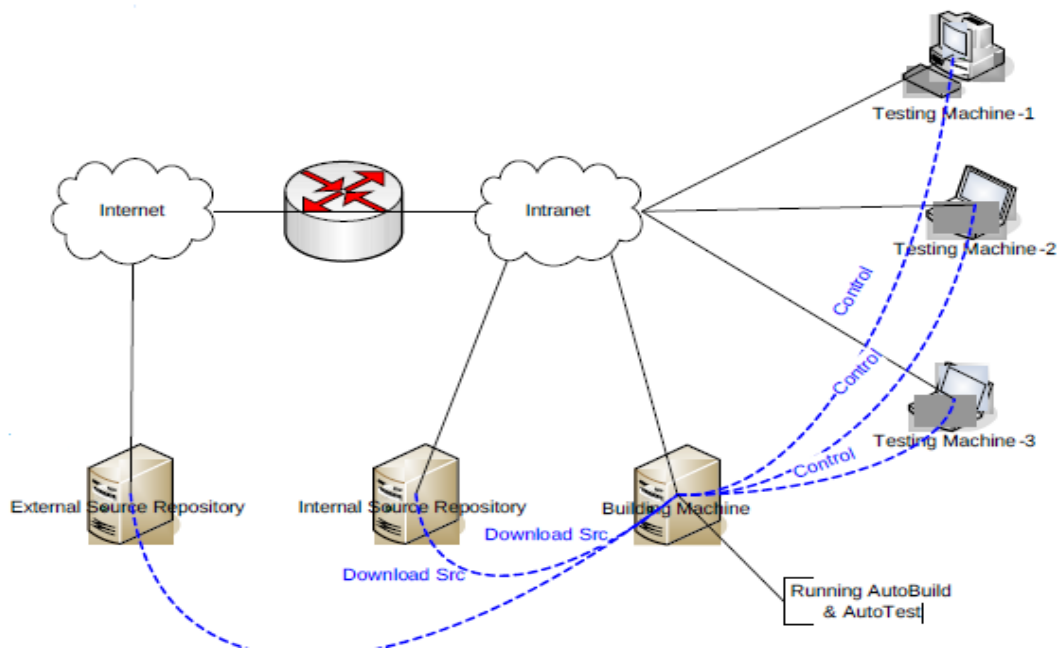 Testing Machine-1
Internet
Intranet
Testing Machine-2
Control
Control
Testing Machine-3
Control
External Source Repository
Internal Source Repository
Building Machine
Download Src
Download Src
Running AutoBuild
& AutoTest